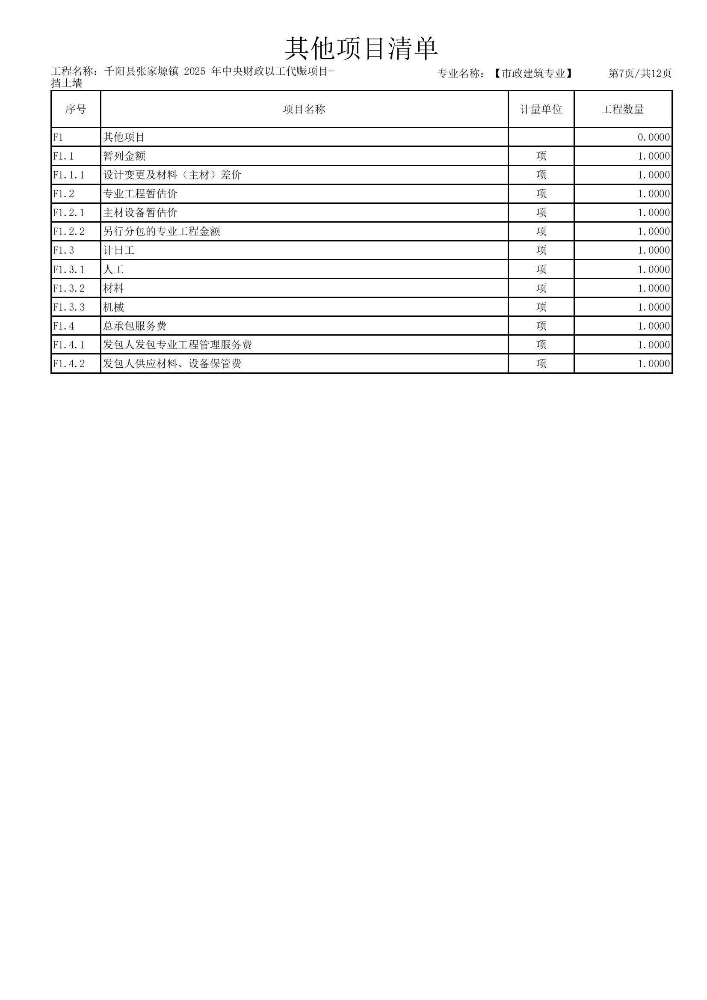 其他项目清单
工程名称：千阳县张家塬镇 2025 年中央财政以工代赈项目-
挡土墙
专业名称：【市政建筑专业】 第7页/共12页
序号 项目名称 计量单位 工程数量
F1 其他项目 0.0000
F1.1 暂列金额 项 1.0000
F1.1.1 设计变更及材料（主材）差价 项 1.0000
F1.2 专业工程暂估价 项 1.0000
F1.2.1 主材设备暂估价 项 1.0000
F1.2.2 另行分包的专业工程金额 项 1.0000
F1.3 计日工 项 1.0000
F1.3.1 人工 项 1.0000
F1.3.2 材料 项 1.0000
F1.3.3 机械 项 1.0000
F1.4 总承包服务费 项 1.0000
F1.4.1 发包人发包专业工程管理服务费 项 1.0000
F1.4.2 发包人供应材料、设备保管费 项 1.0000